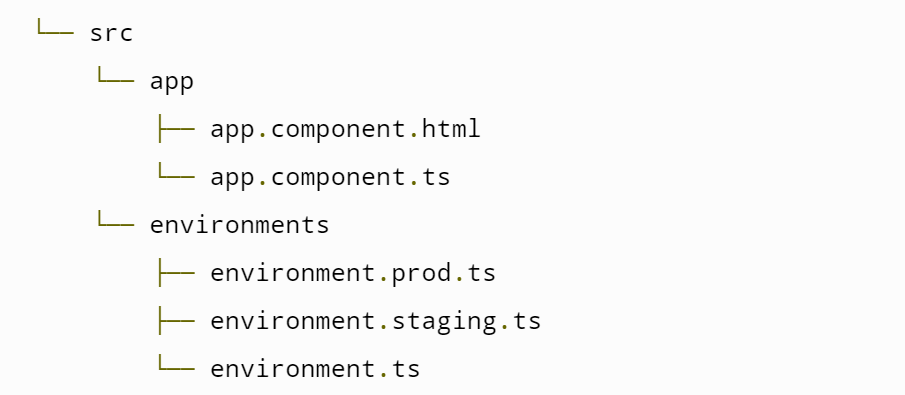 └── src
    └── app
        ├── app.component.html
        └── app.component.ts
    └── environments
        ├── environment.prod.ts
        ├── environment.staging.ts
        └── environment.ts